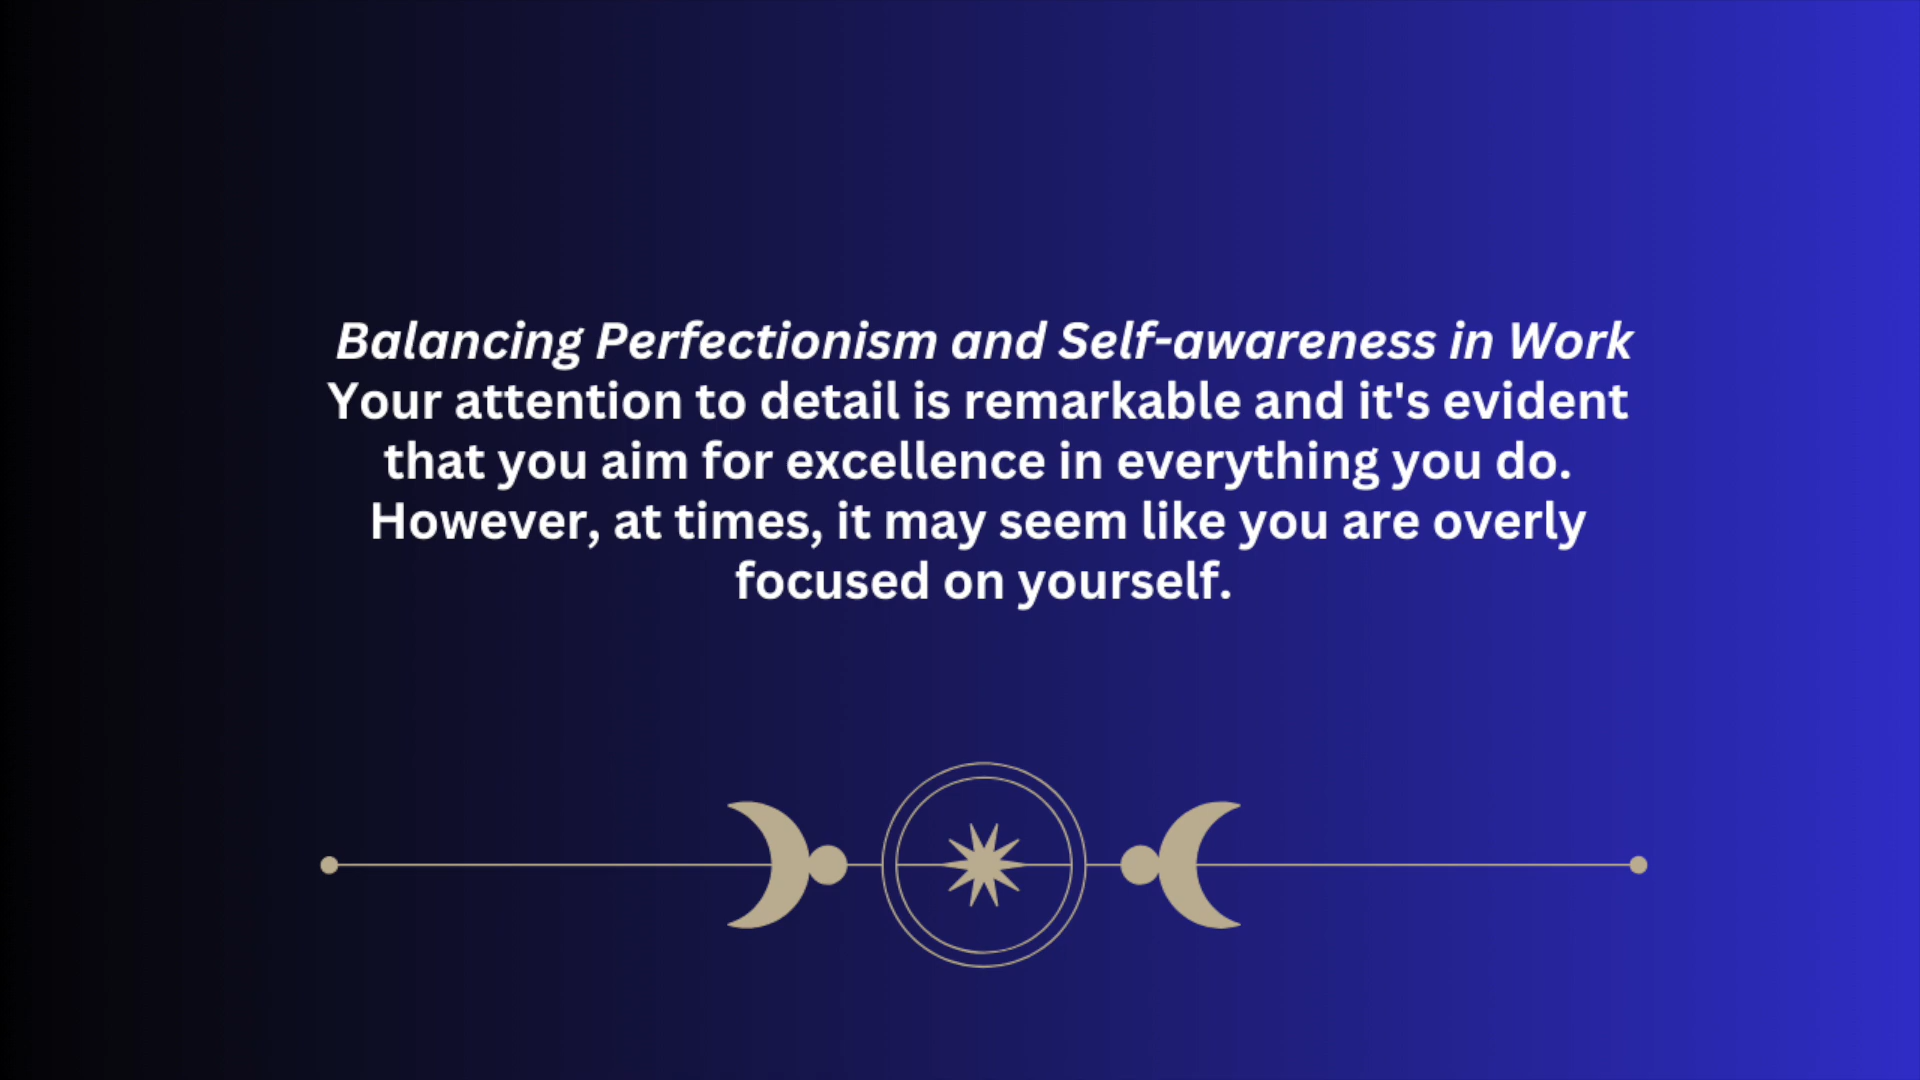 Balancing Perfectionism and Self-awareness in Work
Your attention to detail is remarkable and it's evident
that you aim for excellence in everything you do.
However, at times, it may seem like you are overly
focused on yourself.